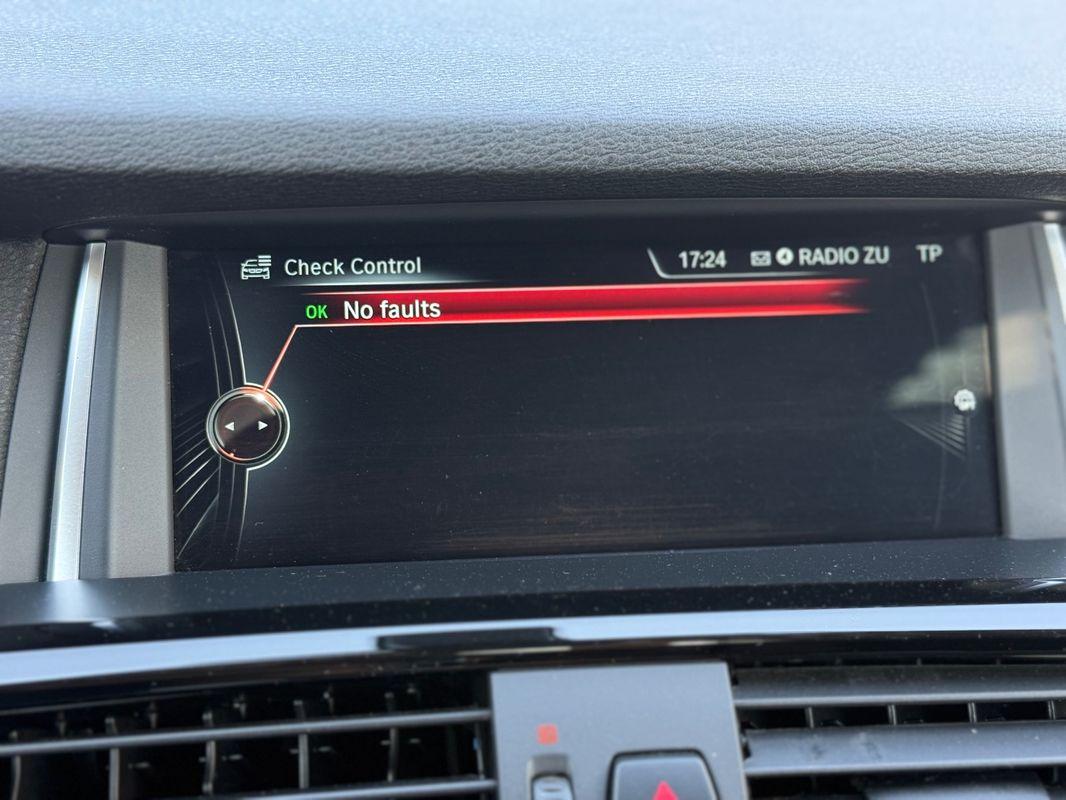 Check Control
17:24 RADIO ZU TP
OK No faults